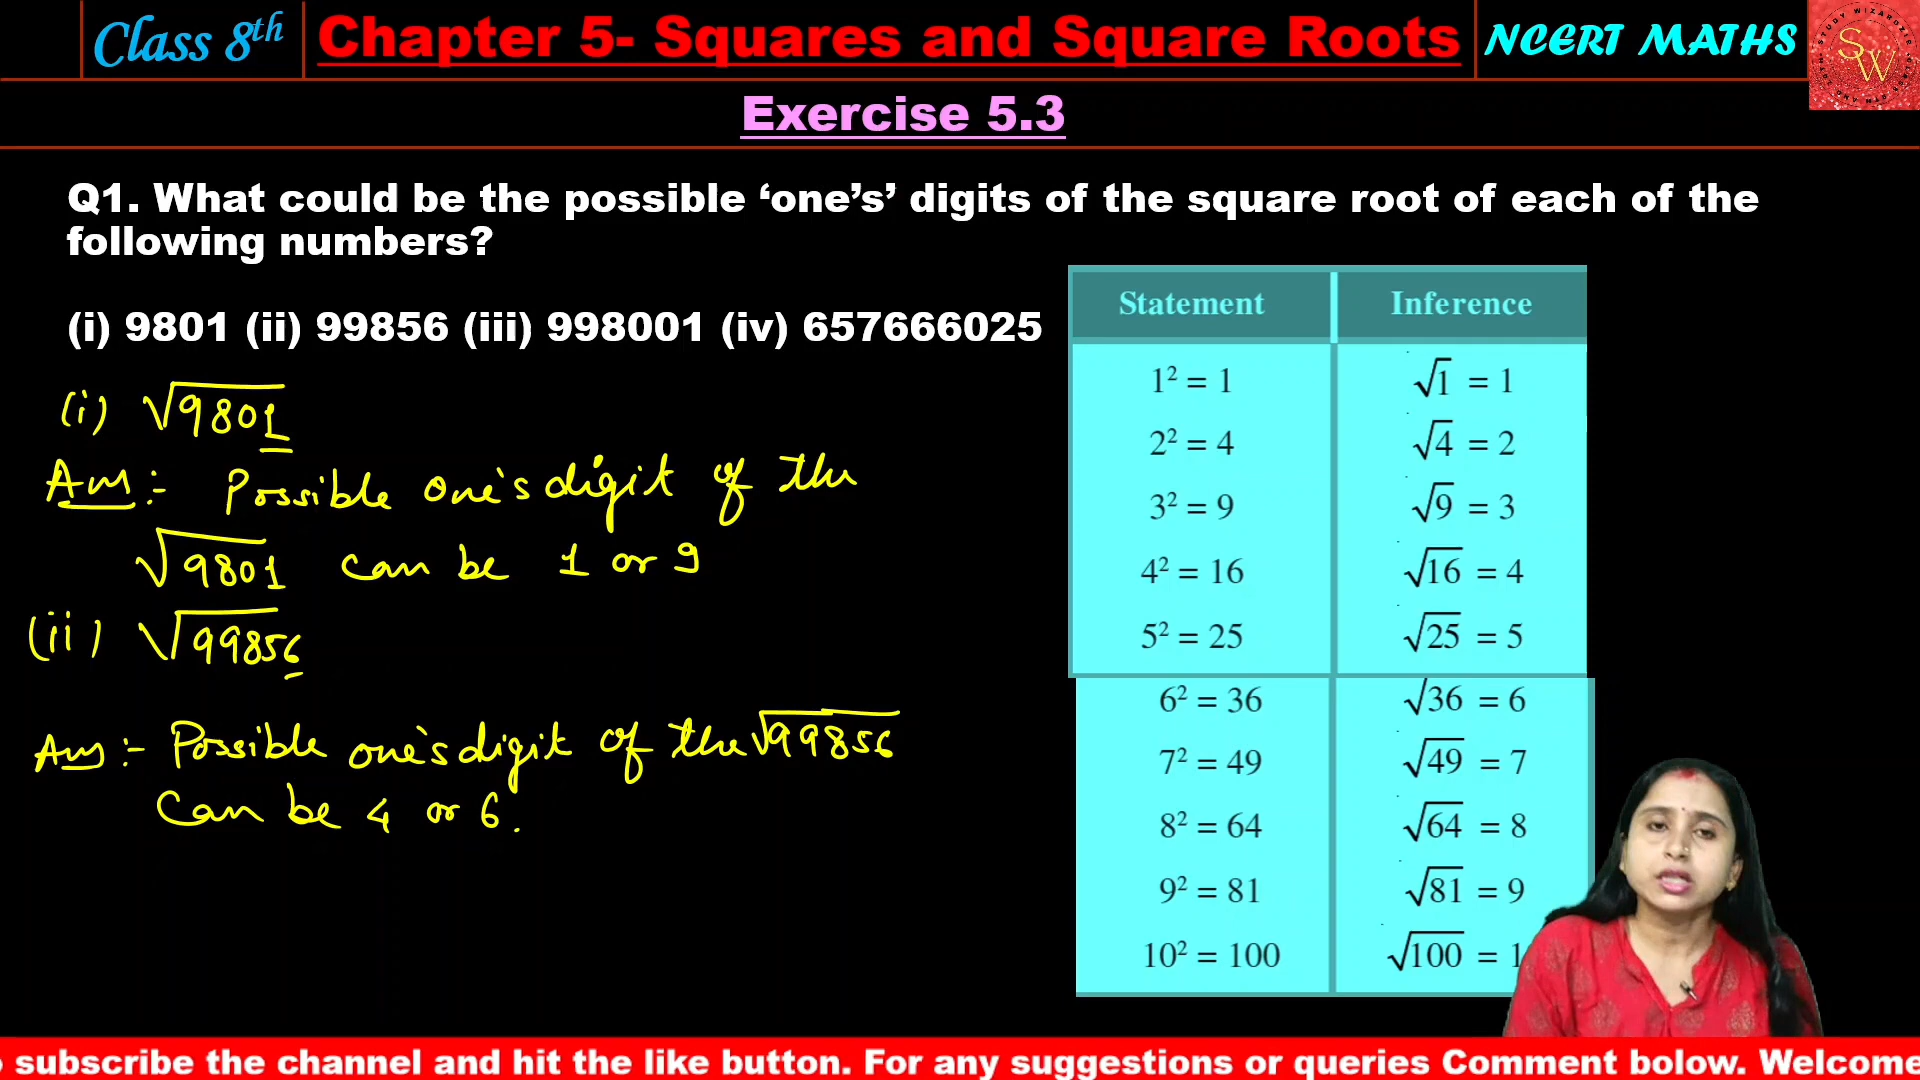 Class 8th
Chapter 5- Squares and Square Roots
NCERT MATHS
SW
Exercise 5.3
Q1. What could be the possible ‘one’s’ digits of the square root of each of the
following numbers?
(i) 9801 (ii) 99856 (iii) 998001 (iv) 657666025
(i) √9801
Ans:- Possible one's digit of the
√9801 can be 1 or 9
(ii) √99856
Ans:- Possible one's digit of the √99856
can be 4 or 6.
Statement Inference
1² = 1 √1 = 1
2² = 4 √4 = 2
3² = 9 √9 = 3
4² = 16 √16 = 4
5² = 25 √25 = 5
6² = 36 √36 = 6
7² = 49 √49 = 7
8² = 64 √64 = 8
9² = 81 √81 = 9
10² = 100 √100 = 1
subscribe the channel and hit the like button. For any suggestions or queries Comment bolow. Welcome